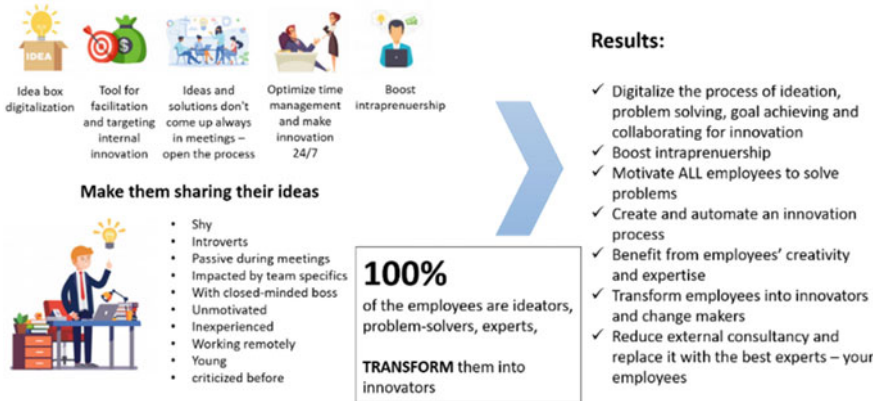 IDEA
Idea box
digitalization
Tool for
facilitation
and targeting
internal
innovation
Ideas and
solutions don't
come up always
in meetings –
open the process
Optimize time
management
and make
innovation
24/7
Boost
intraprenuership
Make them sharing their ideas
• Shy
• Introverts
• Passive during meetings
• Impacted by team specifics
• With closed-minded boss
• Unmotivated
• Inexperienced
• Working remotely
• Young
• criticized before
100%
of the employees are ideators,
problem-solvers, experts,
TRANSFORM them into
innovators
Results:
✓ Digitalize the process of ideation,
problem solving, goal achieving and
collaborating for innovation
✓ Boost intraprenuership
✓ Motivate ALL employees to solve
problems
✓ Create and automate an innovation
process
✓ Benefit from employees' creativity
and expertise
✓ Transform employees into innovators
and change makers
✓ Reduce external consultancy and
replace it with the best experts – your
employees